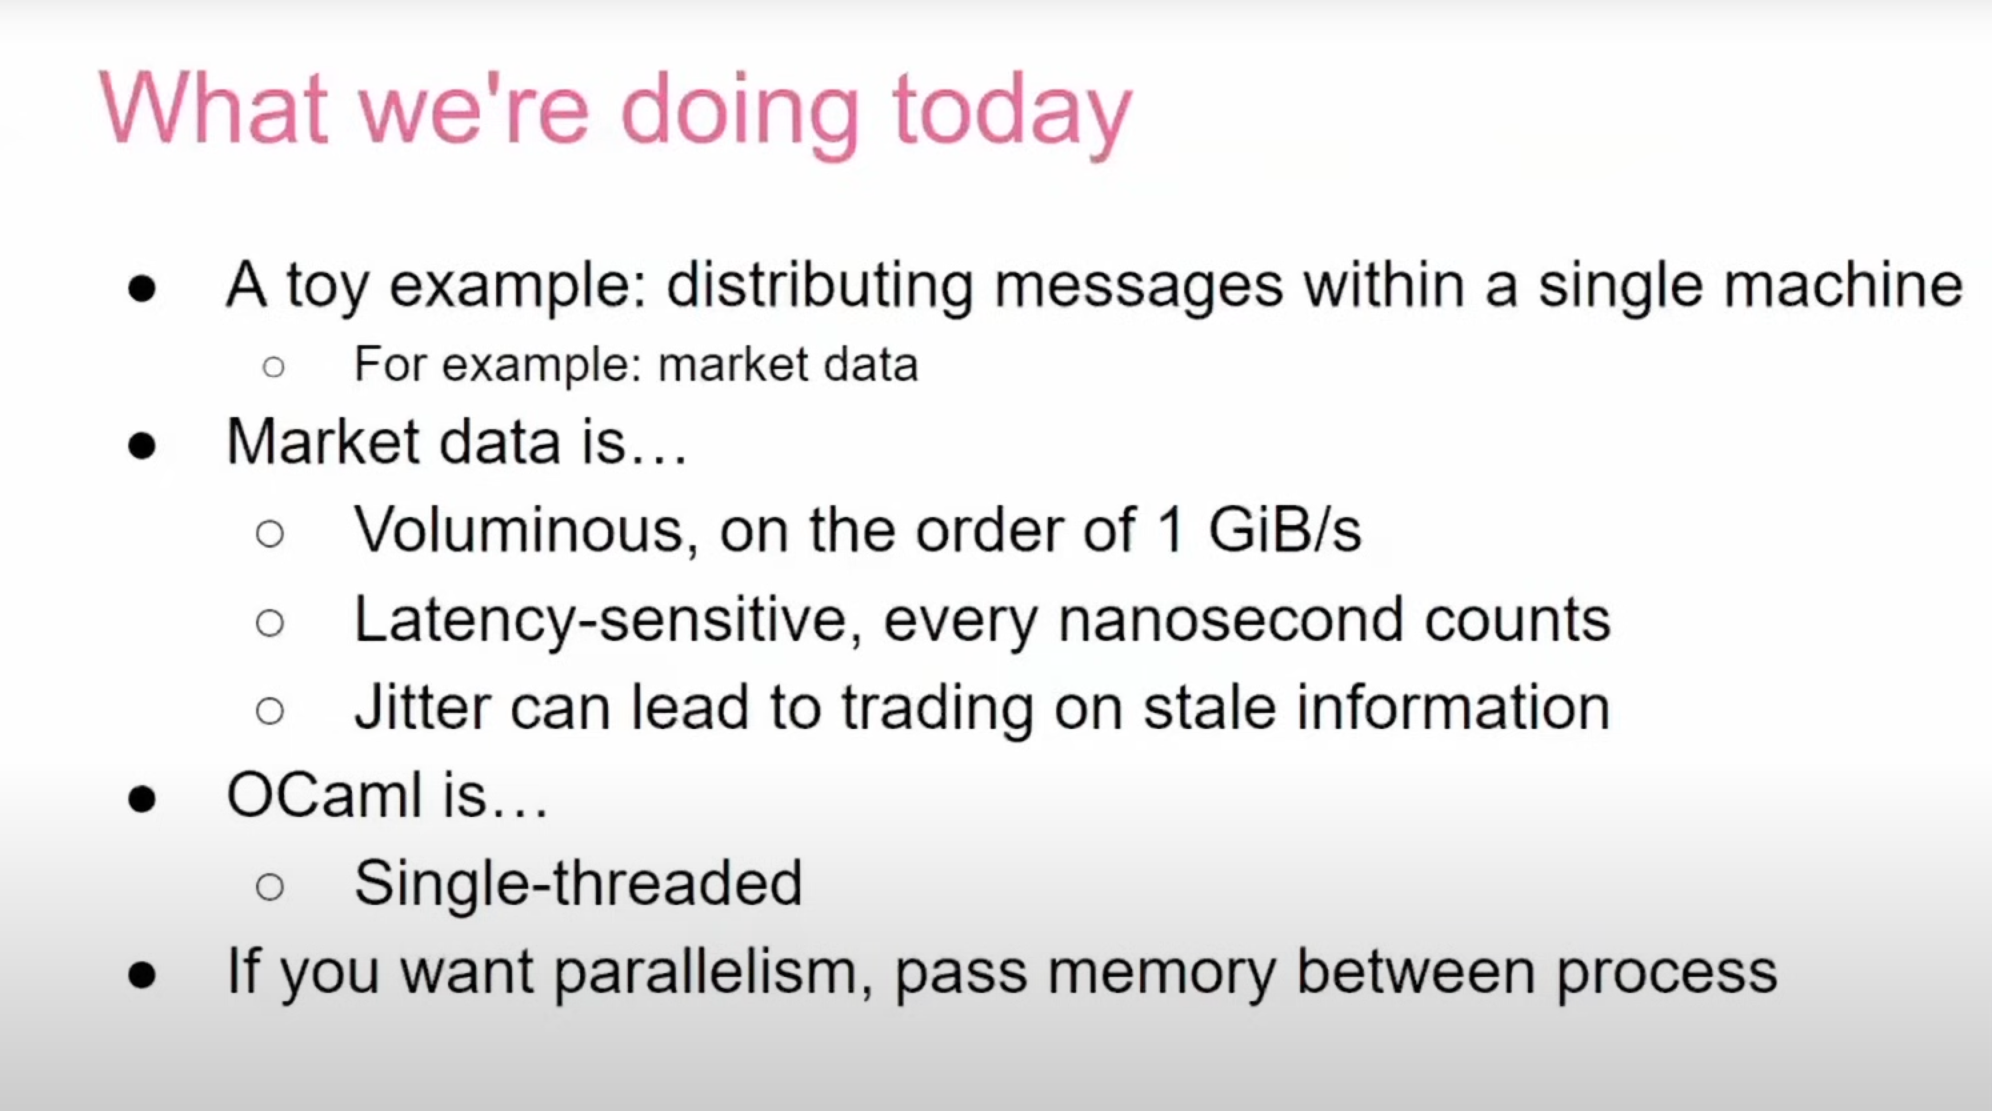 What we're doing today
● A toy example: distributing messages within a single machine
○ For example: market data
● Market data is…
○ Voluminous, on the order of 1 GiB/s
○ Latency-sensitive, every nanosecond counts
○ Jitter can lead to trading on stale information
● OCaml is…
○ Single-threaded
● If you want parallelism, pass memory between process